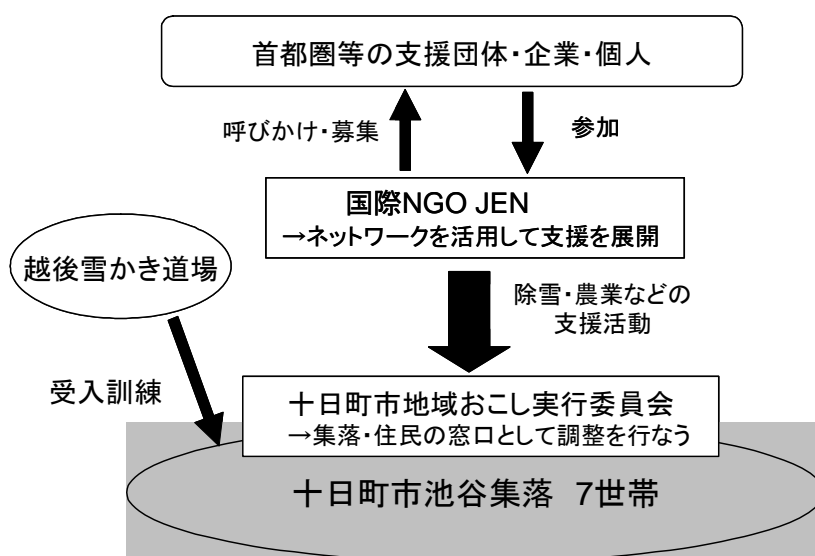 首都圏等の支援団体・企業・個人
呼びかけ・募集
参加
国際NGO JEN
→ネットワークを活用して支援を展開
越後雪かき道場
除雪・農業などの
支援活動
受入訓練
十日町市地域おこし実行委員会
→集落・住民の窓口として調整を行なう
十日町市池谷集落 7世帯